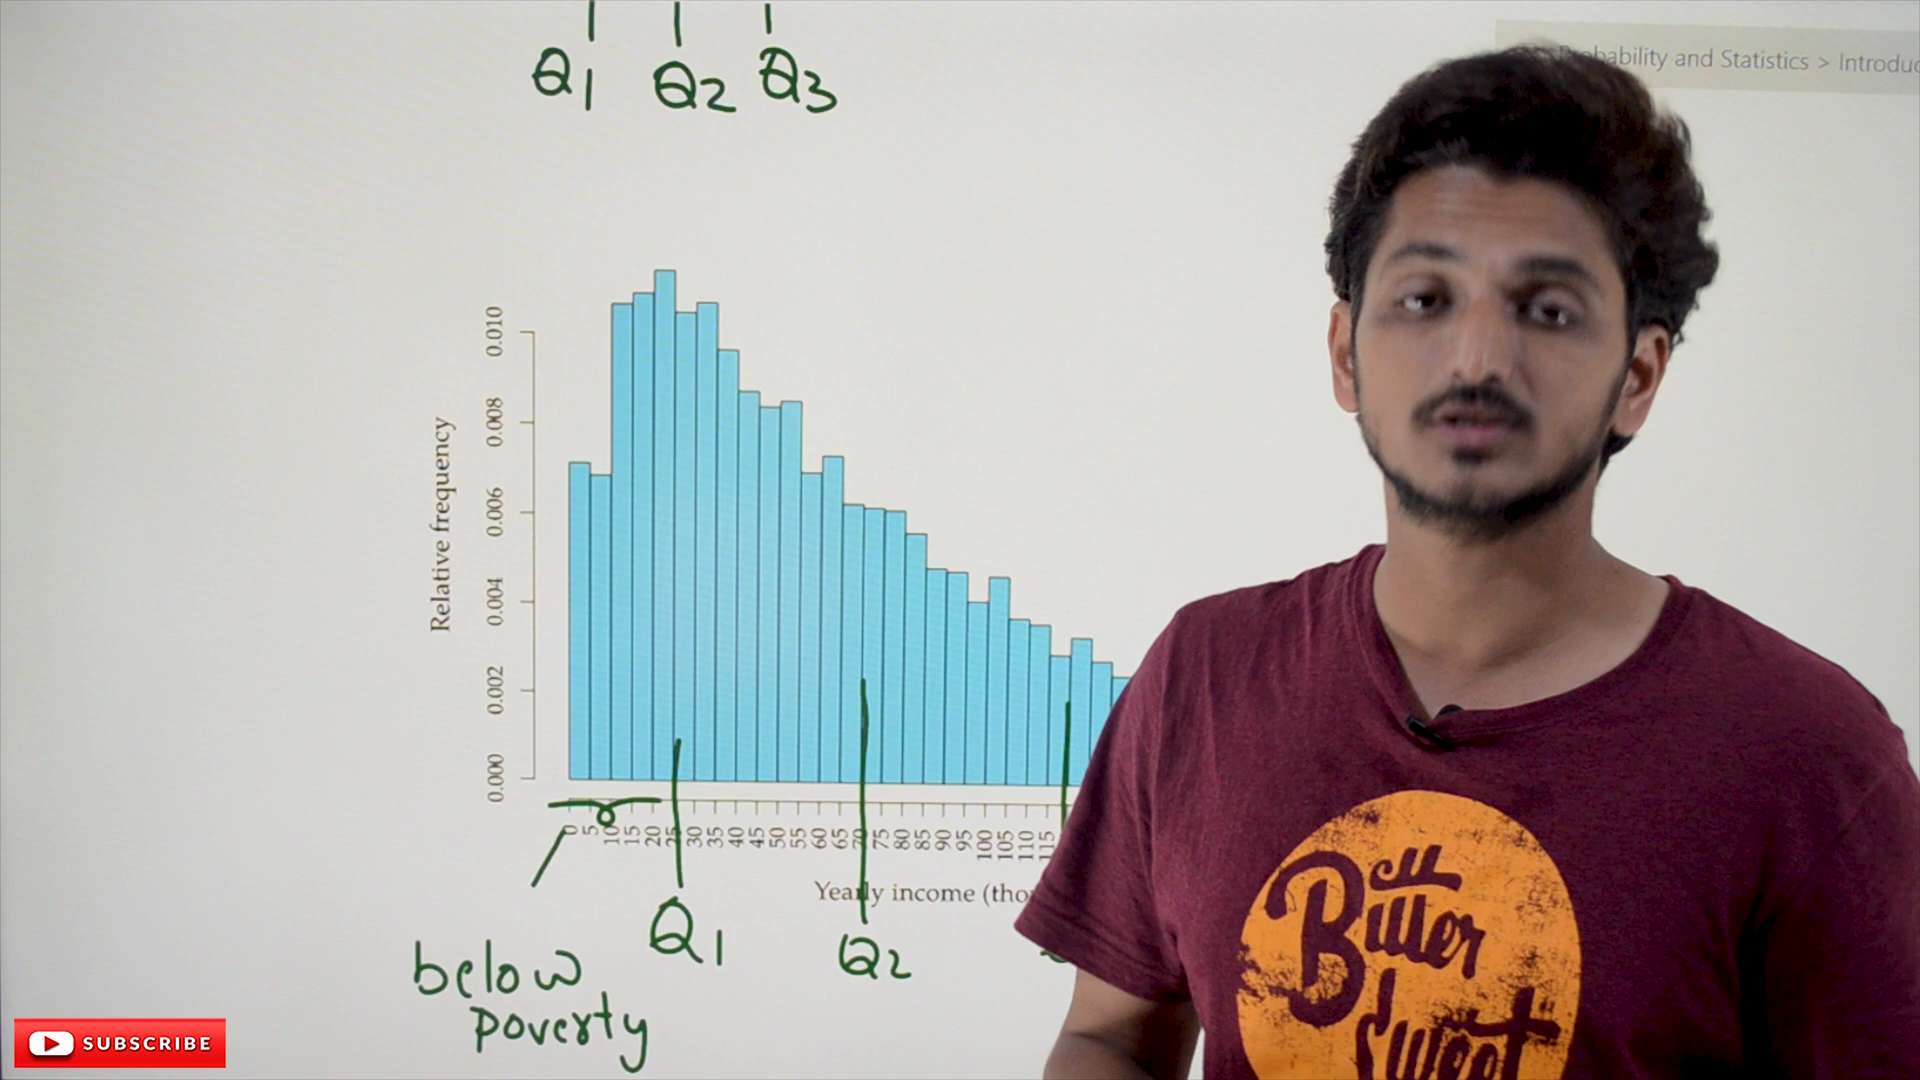 Q1 Q2 Q3
Probability and Statistics > Introduc
Relative frequency
0.010
0.008
0.006
0.004
0.002
0.000
0 5 10 15 20 25 30 35 40 45 50 55 60 65 70 75 80 85 90 95 100 105 110 115
Yearly income (tho
Q1 Q2
below
poverty
SUBSCRIBE
Bitter
Sweet